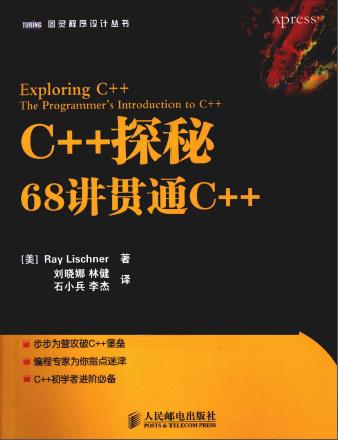 TURING 图灵程序设计丛书
Apress
Exploring C++
The Programmer's Introduction to C++
C++探秘
68讲贯通C++
[美] Ray Lischner 著
刘晓娜 林健
石小兵 李杰 译
步步为营攻破C++堡垒
编程专家为你指点迷津
C++初学者进阶必备
人民邮电出版社
POSTS & TELECOM PRESS